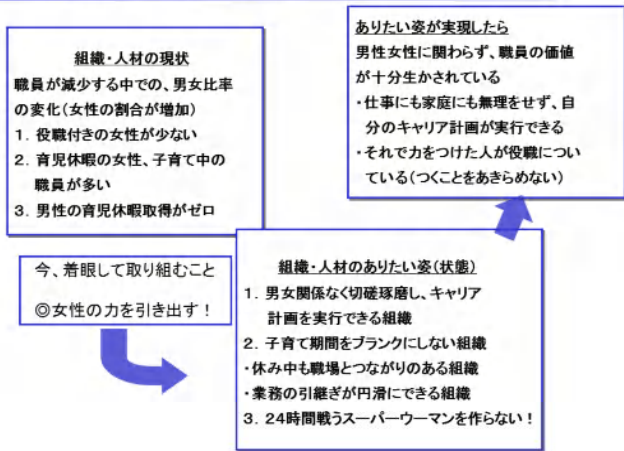 組織・人材の現状
職員が減少する中での、男女比率
の変化(女性の割合が増加)
1. 役職付きの女性が少ない
2. 育児休暇の女性、子育て中の
職員が多い
3. 男性の育児休暇取得がゼロ
今、着眼して取り組むこと
◎女性の力を引き出す！
組織・人材のありたい姿(状態)
1. 男女関係なく切磋琢磨し、キャリア
計画を実行できる組織
2. 子育て期間をブランクにしない組織
・休み中も職場とつながりのある組織
・業務の引継ぎが円滑にできる組織
3. 24時間戦うスーパーウーマンを作らない！
ありたい姿が実現したら
男性女性に関わらず、職員の価値
が十分生かされている
・仕事にも家庭にも無理をせず、自
分のキャリア計画が実行できる
・それで力をつけた人が役職につい
ている(つくことをあきらめない)